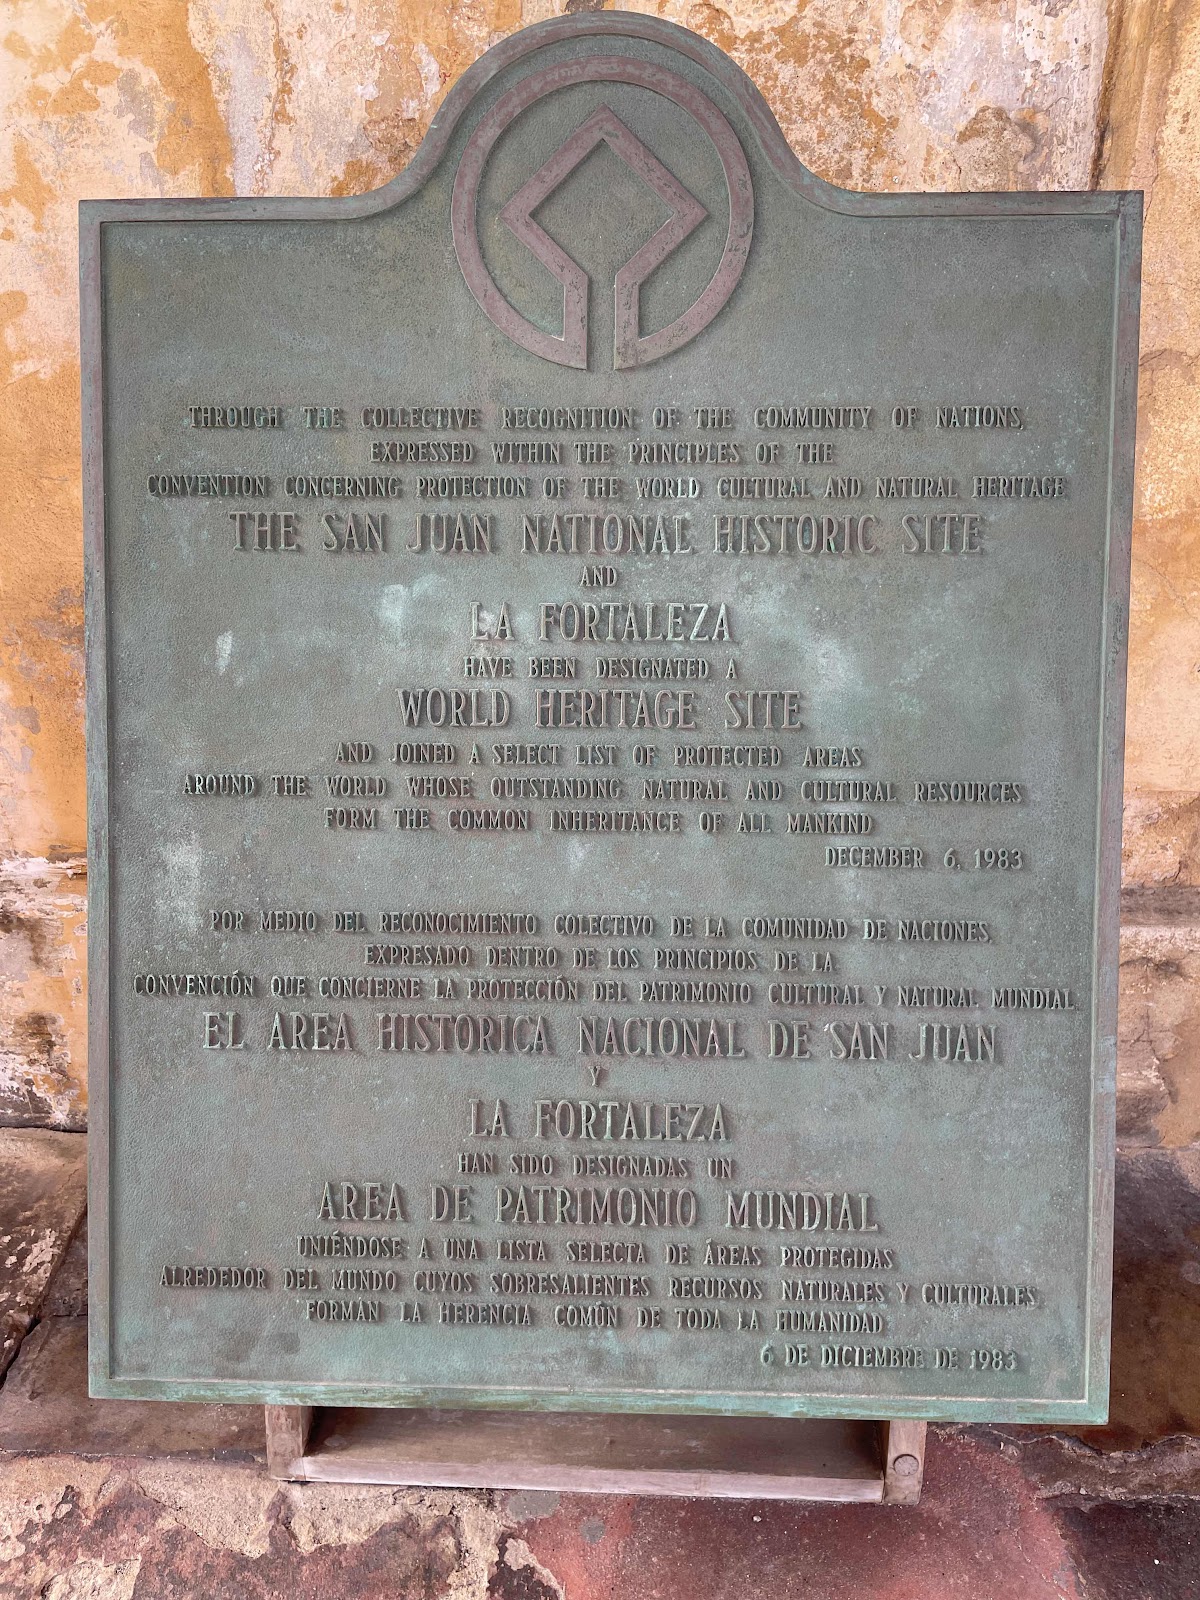 THROUGH THE COLLECTIVE RECOGNITION OF THE COMMUNITY OF NATIONS,
EXPRESSED WITHIN THE PRINCIPLES OF THE
CONVENTION CONCERNING PROTECTION OF THE WORLD CULTURAL AND NATURAL HERITAGE
THE SAN JUAN NATIONAL HISTORIC SITE
AND
LA FORTALEZA
HAVE BEEN DESIGNATED A
WORLD HERITAGE SITE
AND JOINED A SELECT LIST OF PROTECTED AREAS
AROUND THE WORLD WHOSE OUTSTANDING NATURAL AND CULTURAL RESOURCES
FORM THE COMMON INHERITANCE OF ALL MANKIND
DECEMBER 6, 1983
POR MEDIO DEL RECONOCIMIENTO COLECTIVO DE LA COMUNIDAD DE NACIONES,
EXPRESADO DENTRO DE LOS PRINCIPIOS DE LA
CONVENCIÓN QUE CONCIERNE LA PROTECCIÓN DEL PATRIMONIO CULTURAL Y NATURAL MUNDIAL,
EL AREA HISTORICA NACIONAL DE SAN JUAN
Y
LA FORTALEZA
HAN SIDO DESIGNADAS UN
AREA DE PATRIMONIO MUNDIAL
UNIÉNDOSE A UNA LISTA SELECTA DE ÁREAS PROTEGIDAS
ALREDEDOR DEL MUNDO CUYOS SOBRESALIENTES RECURSOS NATURALES Y CULTURALES,
FORMAN LA HERENCIA COMÚN DE TODA LA HUMANIDAD
6 DE DICIEMBRE DE 1983